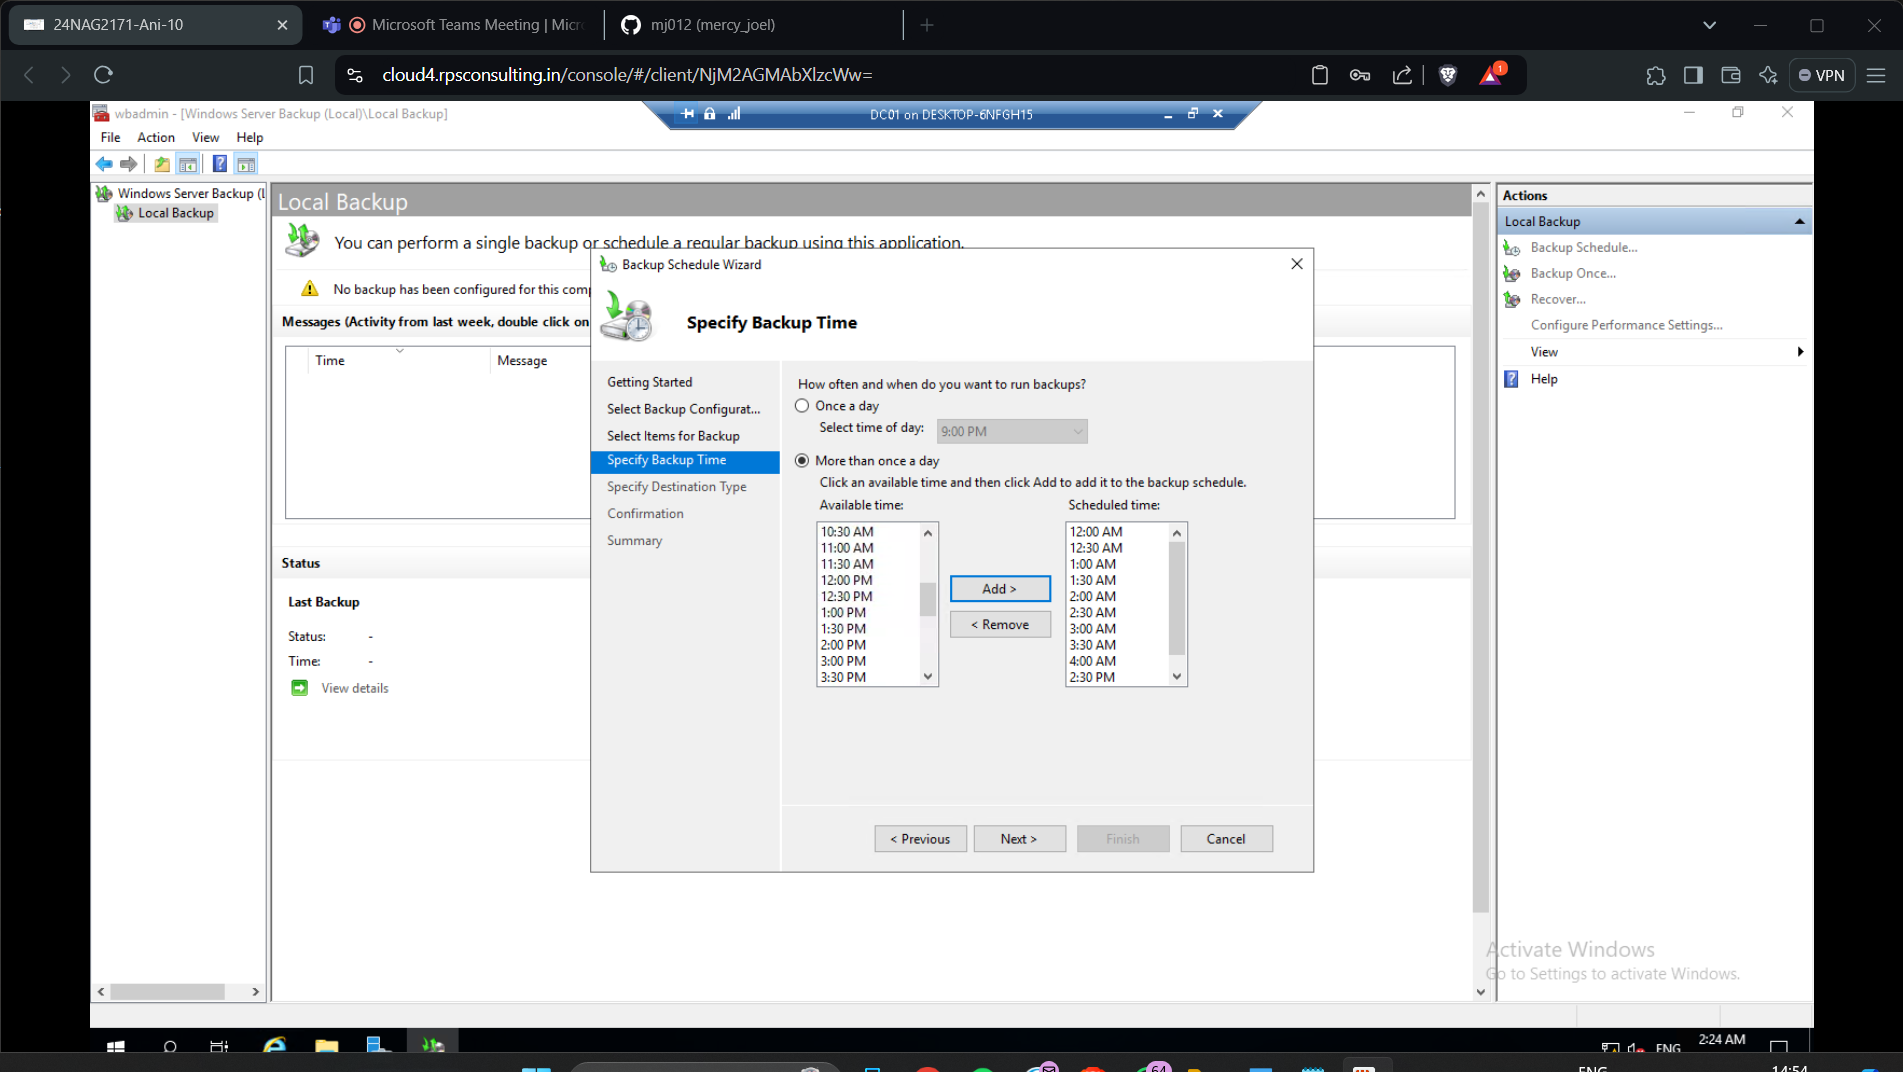 24NAG2171-Ani-10
Microsoft Teams Meeting | Micr
mj012 (mercy_joel)
cloud4.rpsconsulting.in/console/#/client/NjM2AGMAbXlzcWw=
1
VPN
wbadmin - [Windows Server Backup (Local)\Local Backup]
DC01 on DESKTOP-6NFGH15
File Action View Help
Windows Server Backup (L
Local Backup
Local Backup
You can perform a single backup or schedule a regular backup using this application.
No backup has been configured for this comp
Messages (Activity from last week, double click on
Time
Message
Status
Last Backup
Status: -
Time: -
View details
Backup Schedule Wizard
Specify Backup Time
Getting Started
Select Backup Configurat...
Select Items for Backup
Specify Backup Time
Specify Destination Type
Confirmation
Summary
How often and when do you want to run backups?
Once a day
Select time of day: 9:00 PM
More than once a day
Click an available time and then click Add to add it to the backup schedule.
Available time:
10:30 AM
11:00 AM
11:30 AM
12:00 PM
12:30 PM
1:00 PM
1:30 PM
2:00 PM
3:00 PM
3:30 PM
Add >
< Remove
Scheduled time:
12:00 AM
12:30 AM
1:00 AM
1:30 AM
2:00 AM
2:30 AM
3:00 AM
3:30 AM
4:00 AM
2:30 PM
< Previous
Next >
Finish
Cancel
Actions
Local Backup
Backup Schedule...
Backup Once...
Recover...
Configure Performance Settings...
View
Help
Activate Windows
Go to Settings to activate Windows.
ENG
2:24 AM
64
ENG
14:54